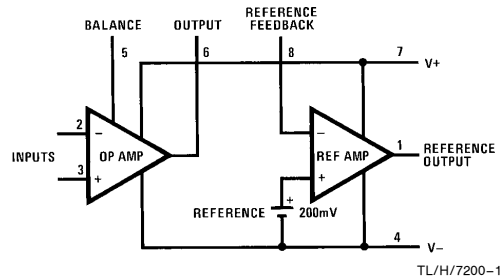 REFERENCE
FEEDBACK
BALANCE
OUTPUT
5
6
8
7
V+
2
−
INPUTS
OP AMP
3
+
−
REF AMP
+
1
REFERENCE
OUTPUT
REFERENCE
+
200mV
4
V−
TL/H/7200–1